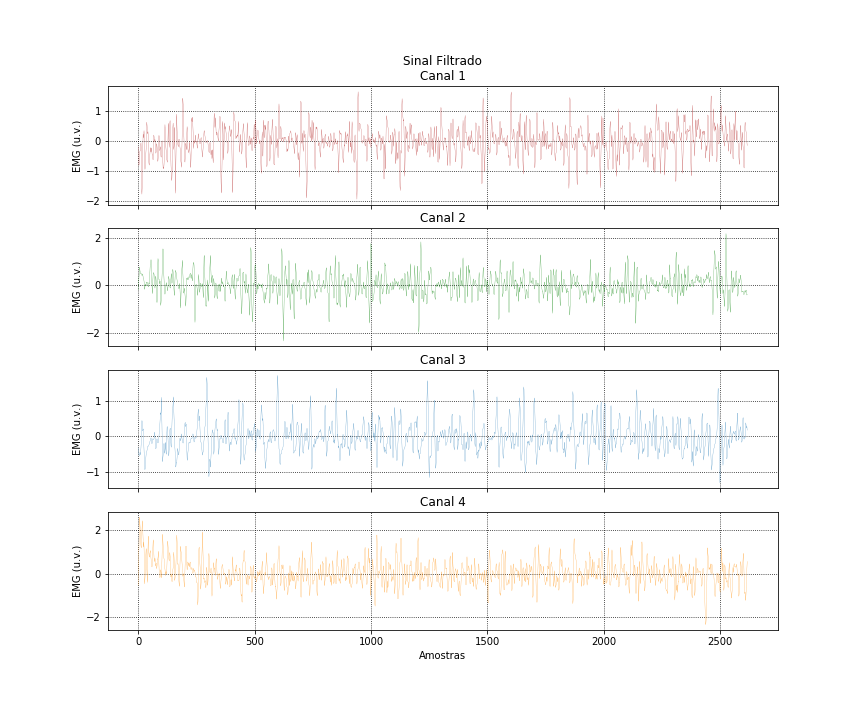 Sinal Filtrado
Canal 1
EMG (u.v.)
1
0
−1
−2
Canal 2
EMG (u.v.)
2
0
−2
Canal 3
EMG (u.v.)
1
0
−1
Canal 4
EMG (u.v.)
2
0
−2
0 500 1000 1500 2000 2500
Amostras